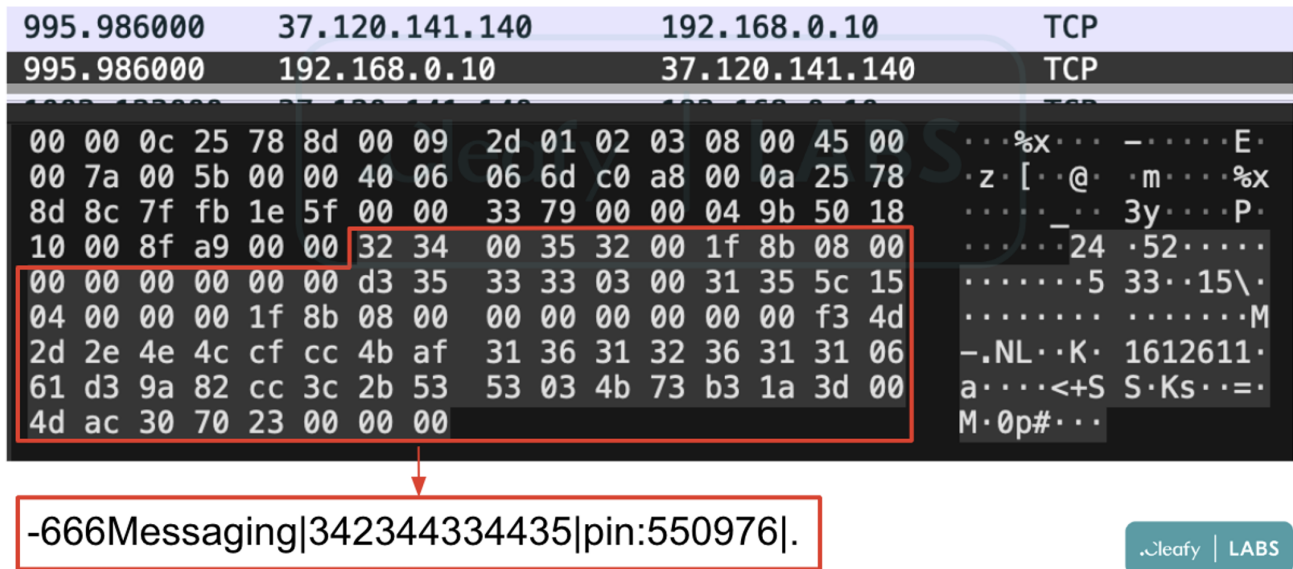 995.986000 37.120.141.140 192.168.0.10 TCP
995.986000 192.168.0.10 37.120.141.140 TCP
00 00 0c 25 78 8d 00 09 2d 01 02 03 08 00 45 00 ···%x··· –·····E·
00 7a 00 5b 00 00 40 06 06 6d c0 a8 00 0a 25 78 ·z·[··@· ·m····%x
8d 8c 7f fb 1e 5f 00 00 33 79 00 00 04 9b 50 18 ·····_·· 3y····P·
10 00 8f a9 00 00 32 34 00 35 32 00 1f 8b 08 00 ······24 ·52·····
00 00 00 00 00 00 d3 35 33 33 03 00 31 35 5c 15 ·······5 33··15\·
04 00 00 00 1f 8b 08 00 00 00 00 00 00 00 f3 4d ········ ·······M
2d 2e 4e 4c cf cc 4b af 31 36 31 32 36 31 31 06 –.NL··K· 1612611·
61 d3 9a 82 cc 3c 2b 53 53 03 4b 73 b3 1a 3d 00 a····<+S S·Ks··=·
4d ac 30 70 23 00 00 00 M·0p#···
Cleafy | LABS
-666Messaging|342344334435|pin:550976|.
.Cleafy | LABS